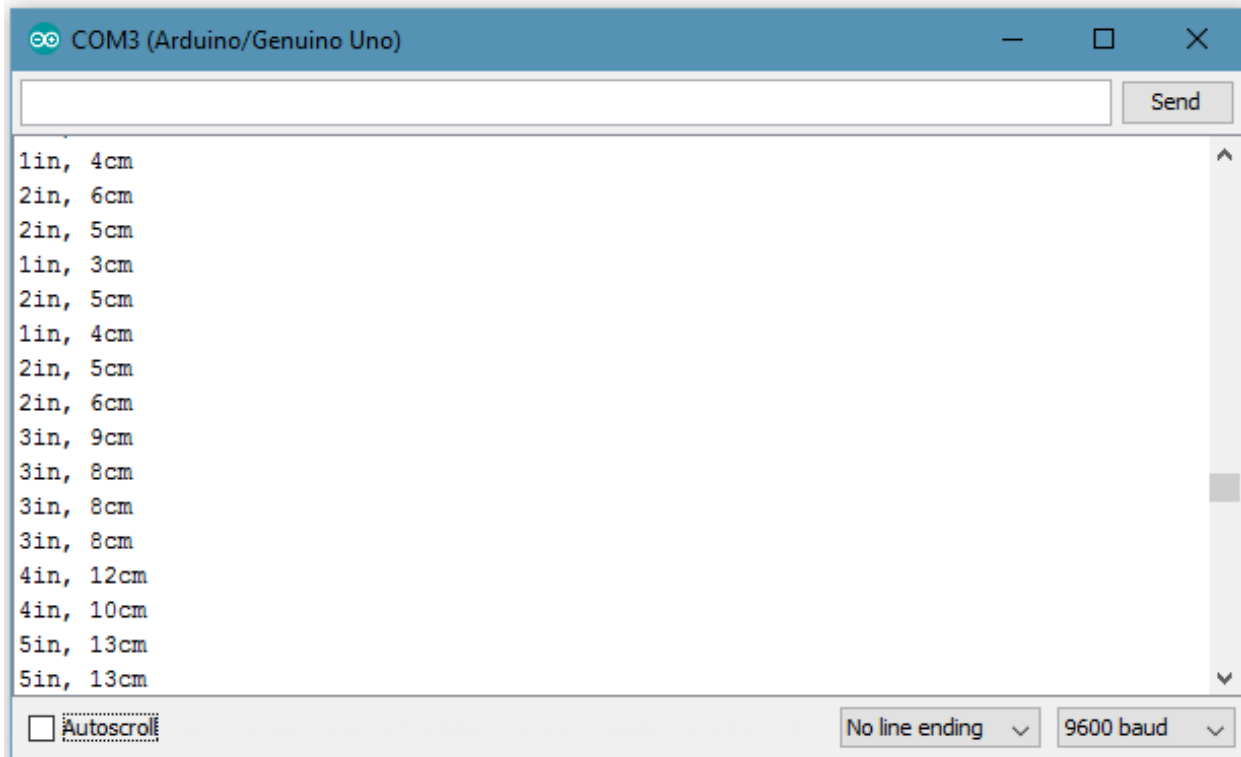 COM3 (Arduino/Genuino Uno)
Send
1in, 4cm
2in, 6cm
2in, 5cm
1in, 3cm
2in, 5cm
1in, 4cm
2in, 5cm
2in, 6cm
3in, 9cm
3in, 8cm
3in, 8cm
3in, 8cm
4in, 12cm
4in, 10cm
5in, 13cm
5in, 13cm
Autoscroll
No line ending
9600 baud